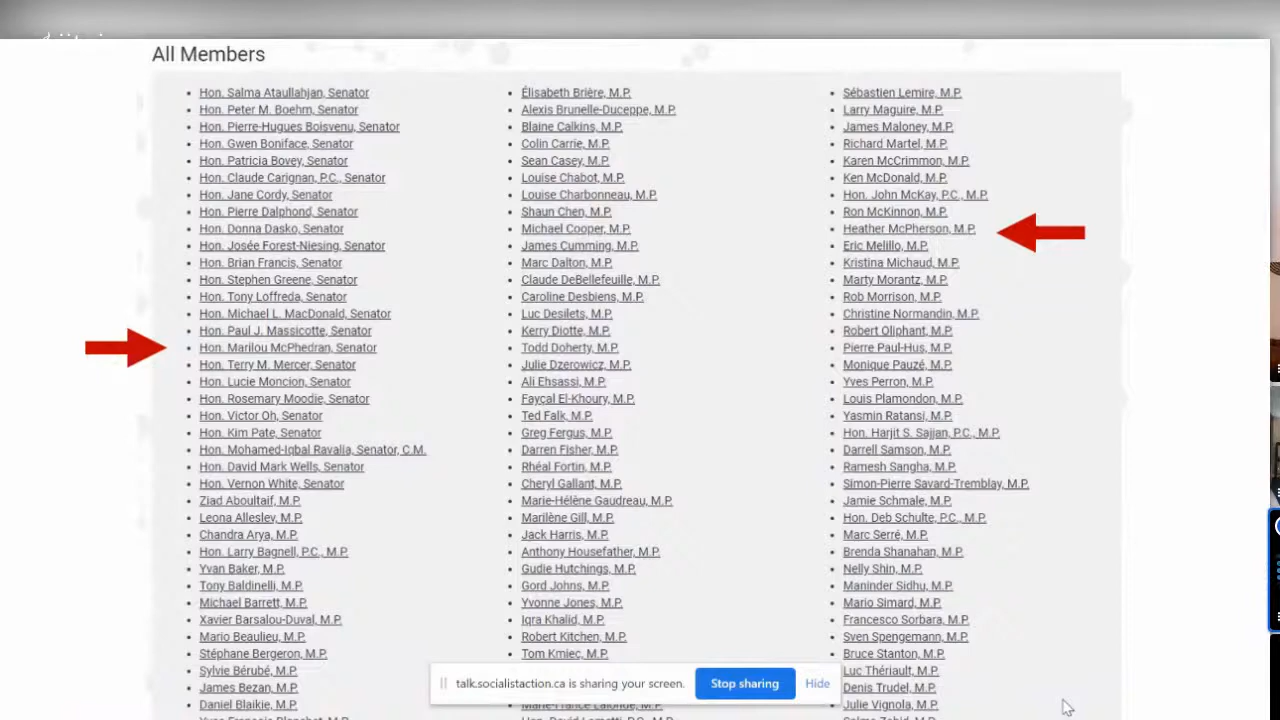 All Members
Hon. Salma Ataullahjan, Senator
Hon. Peter M. Boehm, Senator
Hon. Pierre-Hugues Boisvenu, Senator
Hon. Gwen Boniface, Senator
Hon. Patricia Bovey, Senator
Hon. Claude Carignan, P.C., Senator
Hon. Jane Cordy, Senator
Hon. Pierre Dalphond, Senator
Hon. Donna Dasko, Senator
Hon. Josée Forest-Niesing, Senator
Hon. Brian Francis, Senator
Hon. Stephen Greene, Senator
Hon. Tony Loffreda, Senator
Hon. Michael L. MacDonald, Senator
Hon. Paul J. Massicotte, Senator
Hon. Marilou McPhedran, Senator
Hon. Terry M. Mercer, Senator
Hon. Lucie Moncion, Senator
Hon. Rosemary Moodie, Senator
Hon. Victor Oh, Senator
Hon. Kim Pate, Senator
Hon. Mohamed-Iqbal Ravalia, Senator, C.M.
Hon. David Mark Wells, Senator
Hon. Vernon White, Senator
Ziad Aboultaif, M.P.
Leona Alleslev, M.P.
Chandra Arya, M.P.
Hon. Larry Bagnell, P.C., M.P.
Yvan Baker, M.P.
Tony Baldinelli, M.P.
Michael Barrett, M.P.
Xavier Barsalou-Duval, M.P.
Mario Beaulieu, M.P.
Stéphane Bergeron, M.P.
Sylvie Bérubé, M.P.
James Bezan, M.P.
Daniel Blaikie, M.P.
Yves-François Blanchet, M.P.
Élisabeth Brière, M.P.
Alexis Brunelle-Duceppe, M.P.
Blaine Calkins, M.P.
Colin Carrie, M.P.
Sean Casey, M.P.
Louise Chabot, M.P.
Louise Charbonneau, M.P.
Shaun Chen, M.P.
Michael Cooper, M.P.
James Cumming, M.P.
Marc Dalton, M.P.
Claude DeBellefeuille, M.P.
Caroline Desbiens, M.P.
Luc Desilets, M.P.
Kerry Diotte, M.P.
Todd Doherty, M.P.
Julie Dzerowicz, M.P.
Ali Ehsassi, M.P.
Fayçal El-Khoury, M.P.
Ted Falk, M.P.
Greg Fergus, M.P.
Darren Fisher, M.P.
Rhéal Fortin, M.P.
Cheryl Gallant, M.P.
Marie-Hélène Gaudreau, M.P.
Marilène Gill, M.P.
Jack Harris, M.P.
Anthony Housefather, M.P.
Gudie Hutchings, M.P.
Gord Johns, M.P.
Yvonne Jones, M.P.
Iqra Khalid, M.P.
Robert Kitchen, M.P.
Tom Kmiec, M.P.
Marie-France Lalonde, M.P.
Hon. David Lametti, P.C., M.P.
Sébastien Lemire, M.P.
Larry Maguire, M.P.
James Maloney, M.P.
Richard Martel, M.P.
Karen McCrimmon, M.P.
Ken McDonald, M.P.
Hon. John McKay, P.C., M.P.
Ron McKinnon, M.P.
Heather McPherson, M.P.
Eric Melillo, M.P.
Kristina Michaud, M.P.
Marty Morantz, M.P.
Rob Morrison, M.P.
Christine Normandin, M.P.
Robert Oliphant, M.P.
Pierre Paul-Hus, M.P.
Monique Pauzé, M.P.
Yves Perron, M.P.
Louis Plamondon, M.P.
Yasmin Ratansi, M.P.
Hon. Harjit S. Sajjan, P.C., M.P.
Darrell Samson, M.P.
Ramesh Sangha, M.P.
Simon-Pierre Savard-Tremblay, M.P.
Jamie Schmale, M.P.
Hon. Deb Schulte, P.C., M.P.
Marc Serré, M.P.
Brenda Shanahan, M.P.
Nelly Shin, M.P.
Maninder Sidhu, M.P.
Mario Simard, M.P.
Francesco Sorbara, M.P.
Sven Spengemann, M.P.
Bruce Stanton, M.P.
Luc Thériault, M.P.
Denis Trudel, M.P.
Julie Vignola, M.P.
Salma Zahid, M.P.
talk.socialistaction.ca is sharing your screen.
Stop sharing
Hide